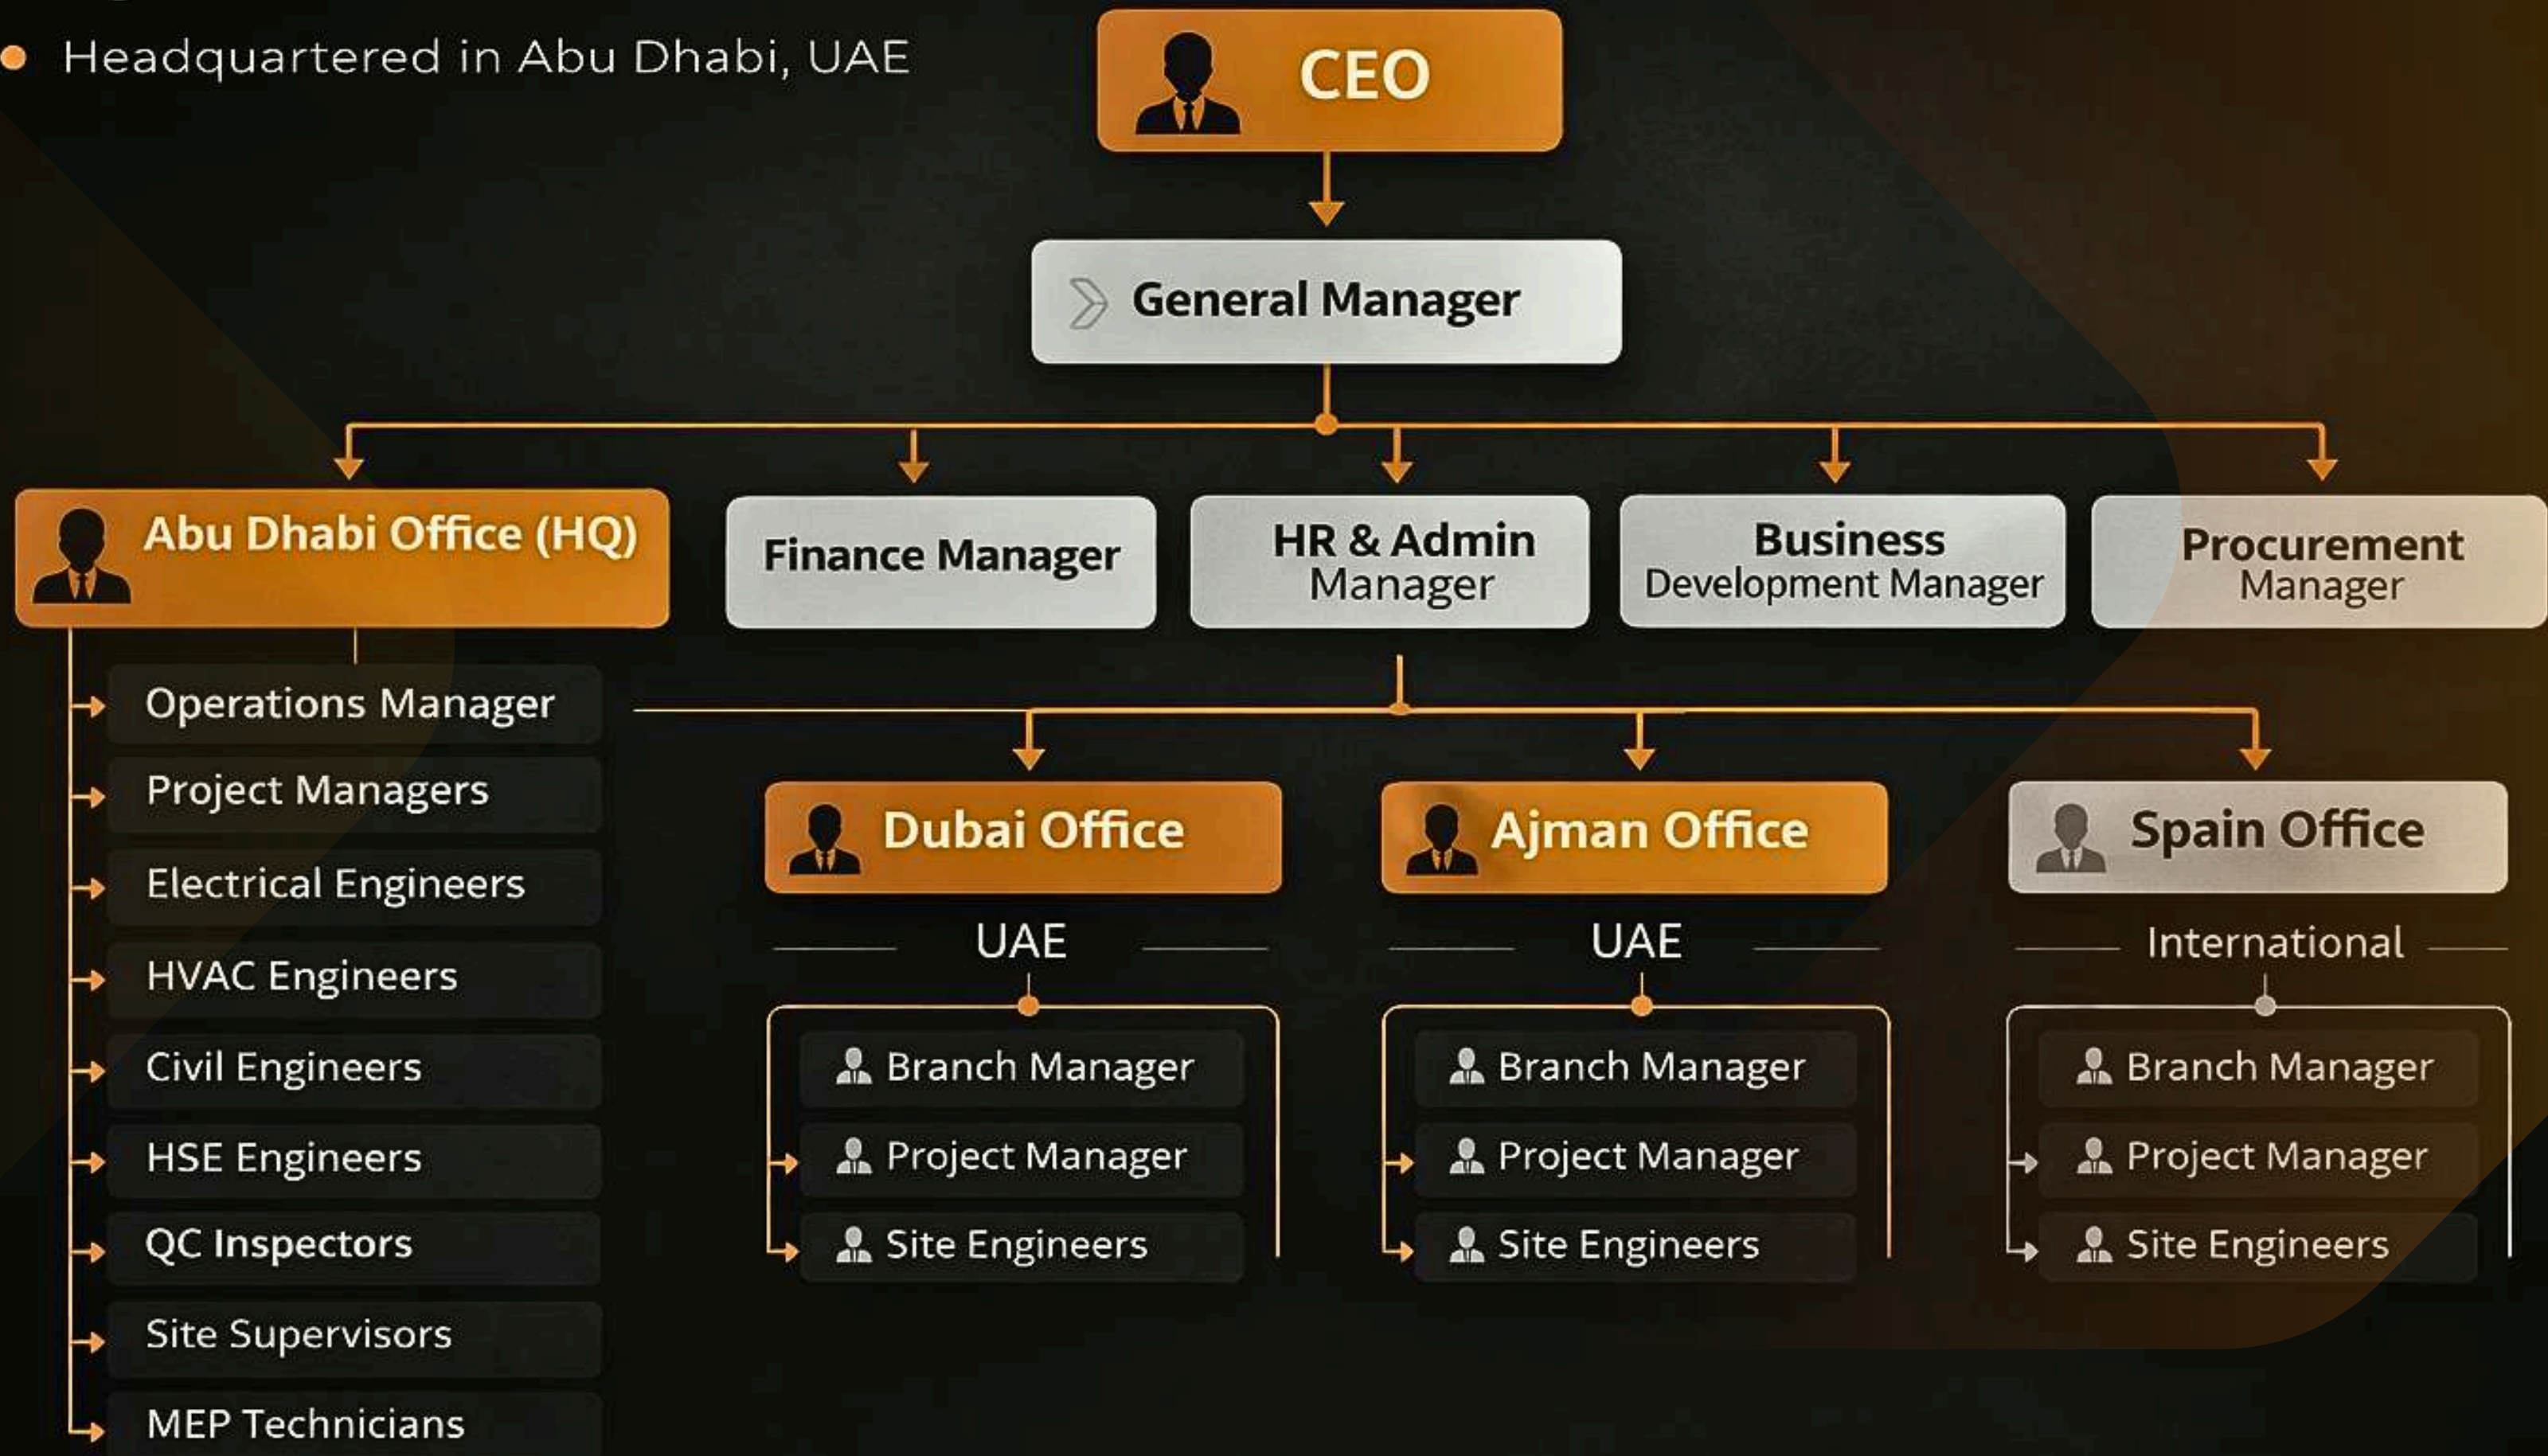 Headquartered in Abu Dhabi, UAE
CEO
General Manager
Abu Dhabi Office (HQ)
Finance Manager
HR & Admin
Manager
Business
Development Manager
Procurement
Manager
Operations Manager
Project Managers
Electrical Engineers
HVAC Engineers
Civil Engineers
HSE Engineers
QC Inspectors
Site Supervisors
MEP Technicians
Dubai Office
UAE
Branch Manager
Project Manager
Site Engineers
Ajman Office
UAE
Branch Manager
Project Manager
Site Engineers
Spain Office
International
Branch Manager
Project Manager
Site Engineers